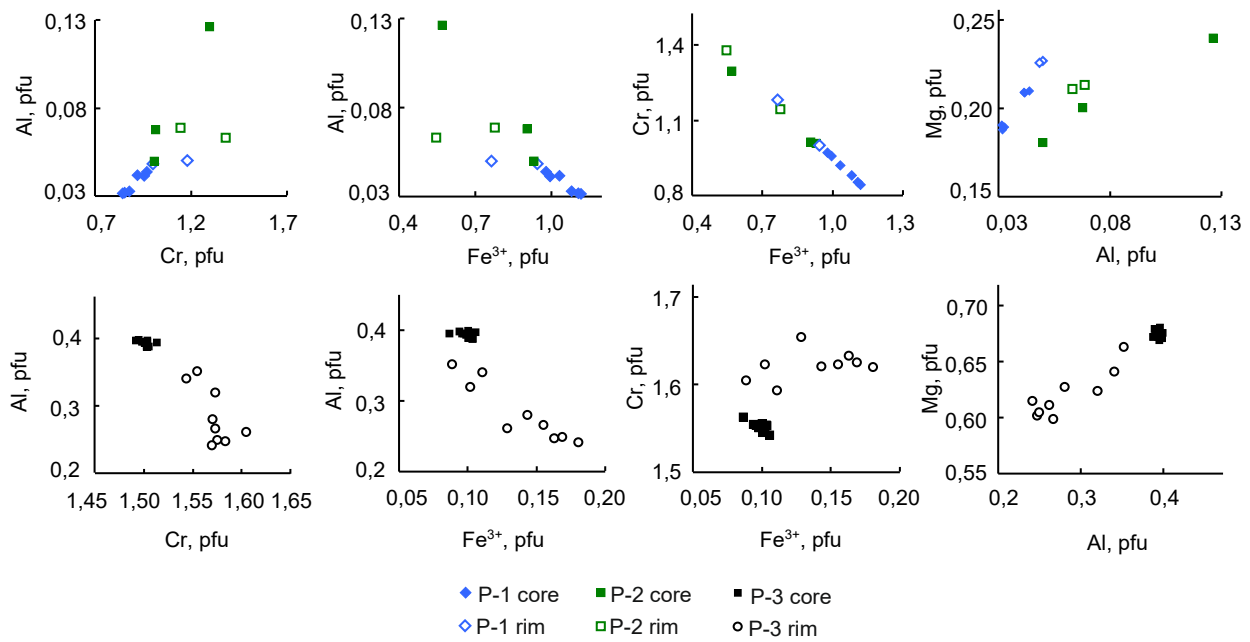 0,13
0,08
0,03
Al, pfu
0,7 1,2 1,7
Cr, pfu
0,13
0,08
0,03
Al, pfu
0,4 0,7 1,0
Fe³⁺, pfu
1,4
1,1
0,8
Cr, pfu
0,4 0,7 1,0 1,3
Fe³⁺, pfu
0,25
0,20
0,15
Mg, pfu
0,03 0,08 0,13
Al, pfu
0,4
0,3
0,2
Al, pfu
1,45 1,50 1,55 1,60 1,65
Cr, pfu
0,4
0,3
0,2
Al, pfu
0,05 0,10 0,15 0,20
Fe³⁺, pfu
1,7
1,6
1,5
Cr, pfu
0,05 0,10 0,15 0,20
Fe³⁺, pfu
0,70
0,65
0,60
0,55
Mg, pfu
0,2 0,3 0,4
Al, pfu
P-1 core P-2 core P-3 core
P-1 rim P-2 rim P-3 rim